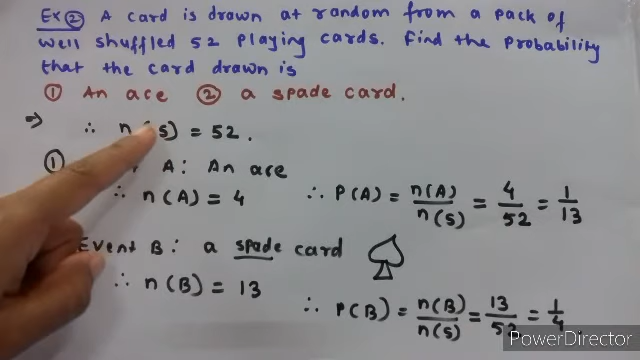 Ex② A card is drawn at random from a pack of
well shuffled 52 playing cards. Find the probability
that the card drawn is
① An ace ② a spade card.
⇒ ∴ n(S) = 52.
① A: An ace
∴ n(A) = 4 ∴ P(A) = n(A)/n(S) = 4/52 = 1/13
Event B: a spade card
∴ n(B) = 13
∴ P(B) = n(B)/n(S) = 13/52 = 1/4.
PowerDirector